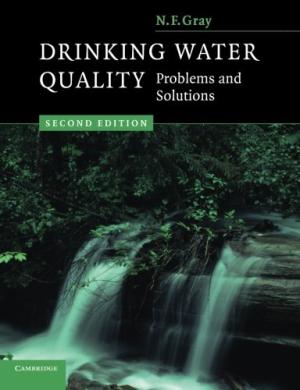 N. F. Gray
DRINKING WATER
QUALITY Problems and
Solutions
SECOND EDITION
CAMBRIDGE